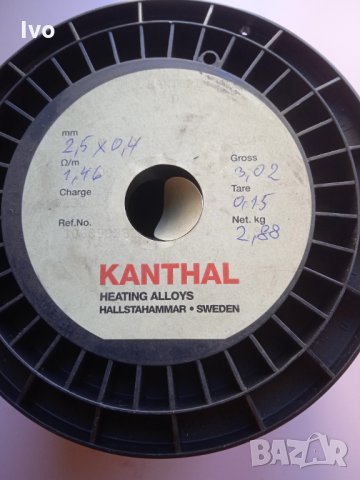 Ivo
mm
2,5 x 0,4
Ω/m
1,46
Charge
Ref.No.
Gross
3,02
Tare
0.15
Net. kg
2,88
KANTHAL
HEATING ALLOYS
HALLSTAHAMMAR • SWEDEN
BAZAR